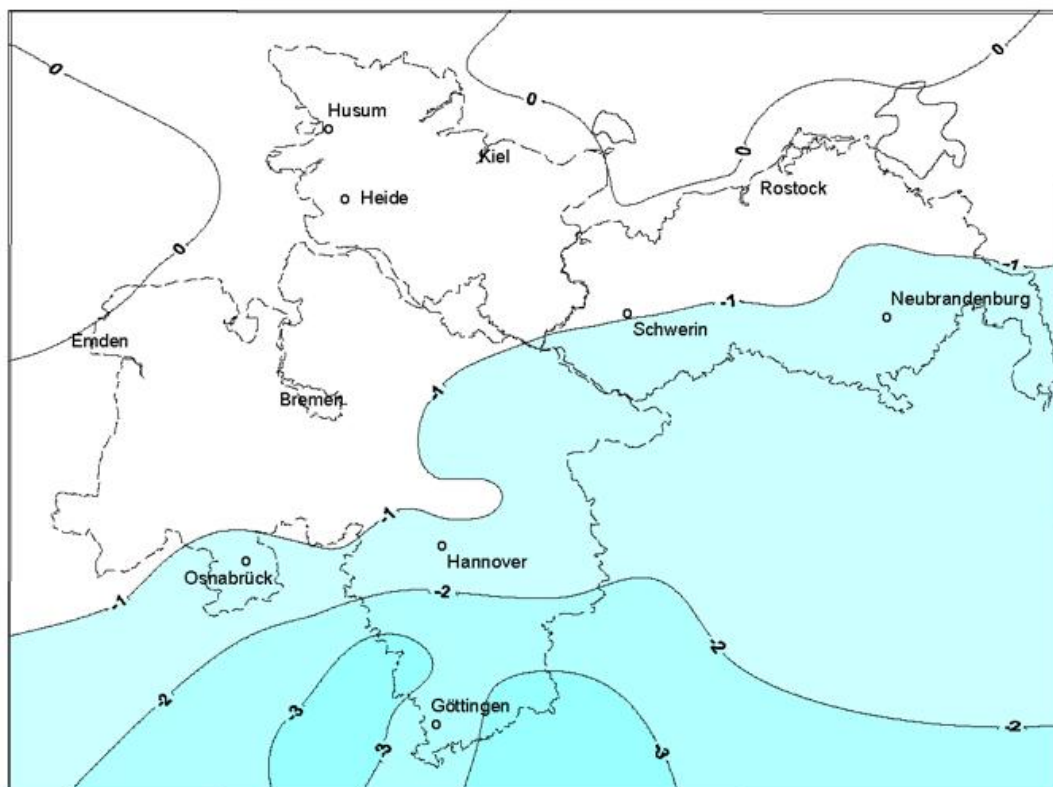 0
0
0
Husum
0
Kiel
Heide
Rostock
0
0
-1
-1
Neubrandenburg
Schwerin
Emden
-1
Bremen
-1
Hannover
Osnabrück
-1
-2
-2
-2
-3
Göttingen
-2
-3
-3